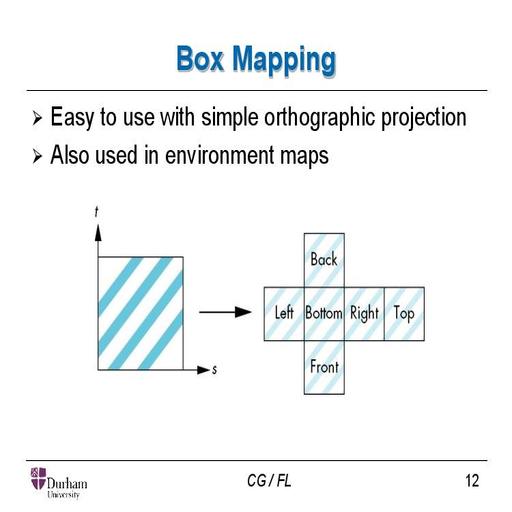 Box Mapping
Easy to use with simple orthographic projection
Also used in environment maps
t
s
Back
Left Bottom Right Top
Front
Durham
University
CG / FL
12